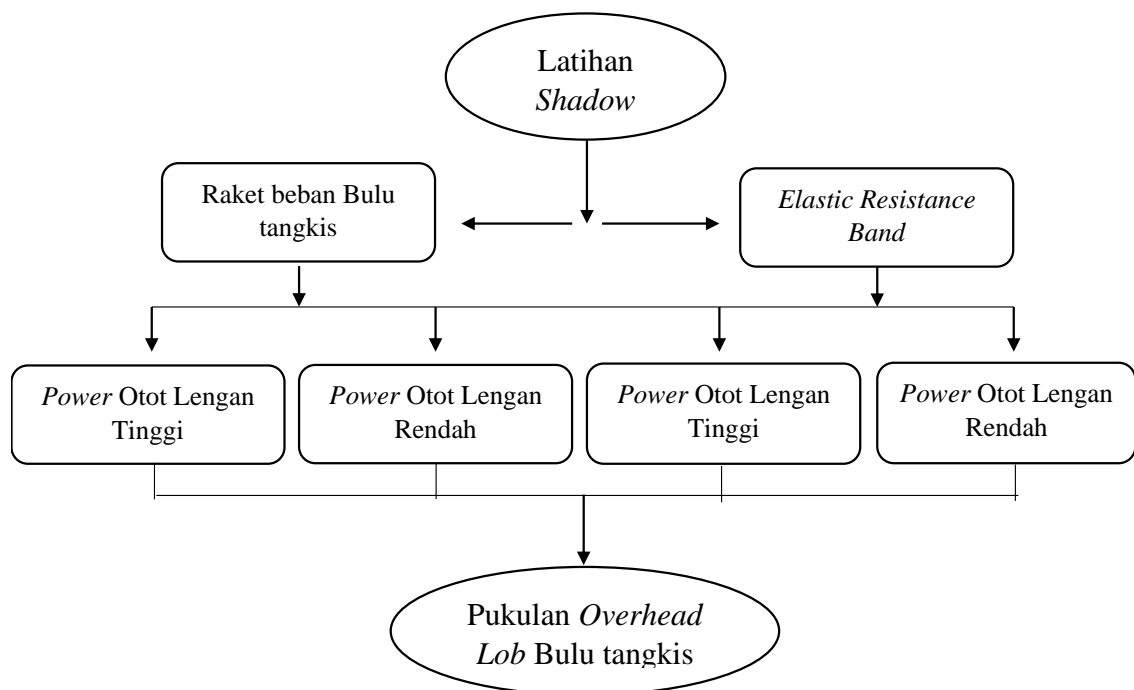 Latihan
Shadow
Raket beban Bulu
tangkis
Elastic Resistance
Band
Power Otot Lengan
Tinggi
Power Otot Lengan
Rendah
Power Otot Lengan
Tinggi
Power Otot Lengan
Rendah
Pukulan Overhead
Lob Bulu tangkis